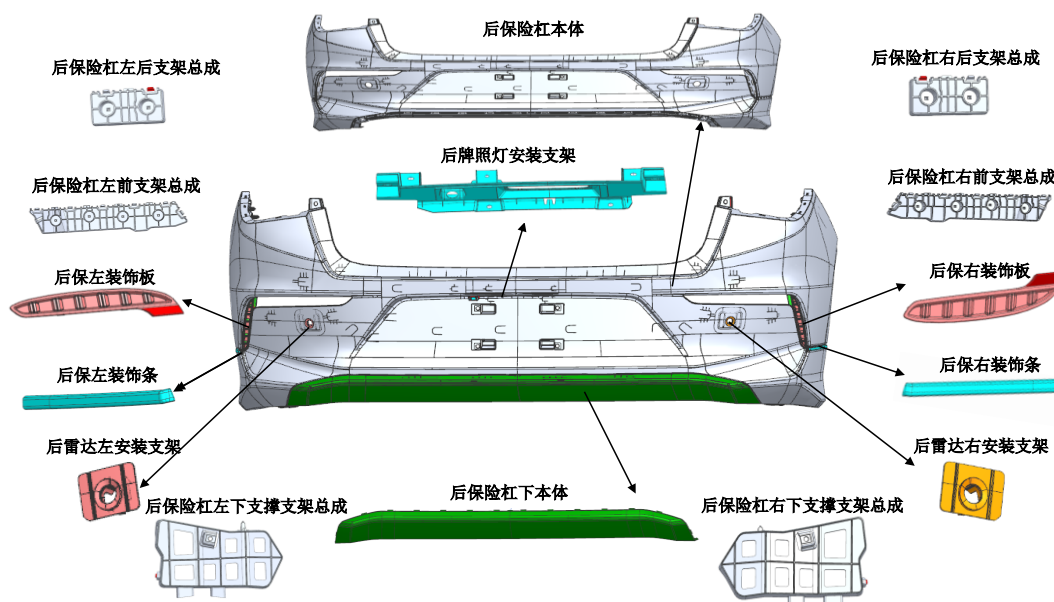 后保险杠本体
后保险杠左后支架总成
后保险杠右后支架总成
后牌照灯安装支架
后保险杠左前支架总成
后保险杠右前支架总成
后保左装饰板
后保右装饰板
后保左装饰条
后保右装饰条
后雷达左安装支架
后雷达右安装支架
后保险杠左下支撑支架总成
后保险杠下本体
后保险杠右下支撑支架总成